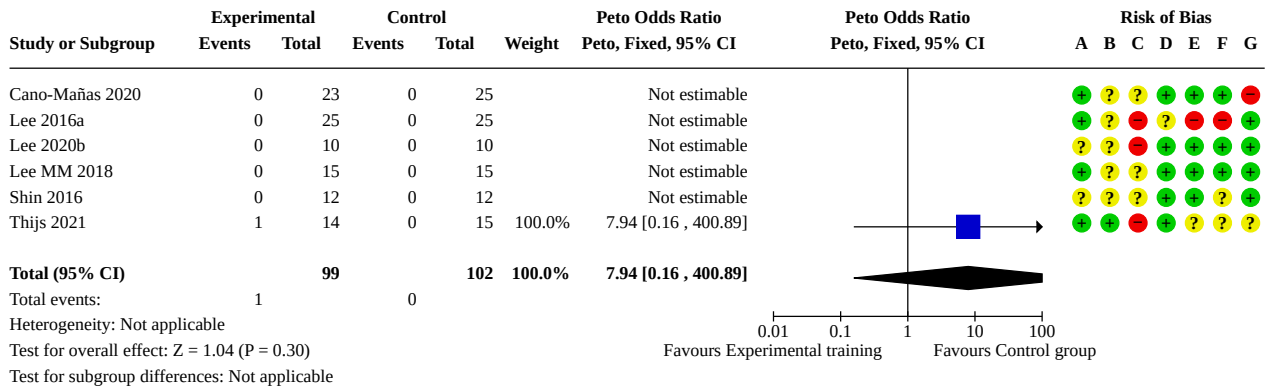 Experimental Control Peto Odds Ratio Peto Odds Ratio Risk of Bias
Study or Subgroup Events Total Events Total Weight Peto, Fixed, 95% CI Peto, Fixed, 95% CI A B C D E F G
Cano-Mañas 2020 0 23 0 25 Not estimable + ? ? + + + −
Lee 2016a 0 25 0 25 Not estimable + ? − ? − − +
Lee 2020b 0 10 0 10 Not estimable ? ? − + + + +
Lee MM 2018 0 15 0 15 Not estimable + ? ? + + + +
Shin 2016 0 12 0 12 Not estimable ? ? ? + + ? +
Thijs 2021 1 14 0 15 100.0% 7.94 [0.16 , 400.89] + + − + ? ? ?
Total (95% CI) 99 102 100.0% 7.94 [0.16 , 400.89]
Total events: 1 0
Heterogeneity: Not applicable
0.01 0.1 1 10 100
Test for overall effect: Z = 1.04 (P = 0.30)
Favours Experimental training Favours Control group
Test for subgroup differences: Not applicable